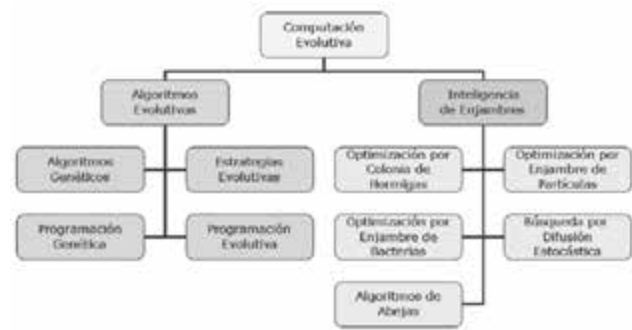 Computación
Evolutiva
Algoritmos
Evolutivos
Inteligencia
de Enjambres
Algoritmos
Genéticos
Estrategias
Evolutivas
Optimización por
Colonia de
Hormigas
Optimización por
Enjambre de
Partículas
Programación
Genética
Programación
Evolutiva
Optimización por
Enjambre de
Bacterias
Búsqueda por
Difusión
Estocástica
Algoritmos de
Abejas